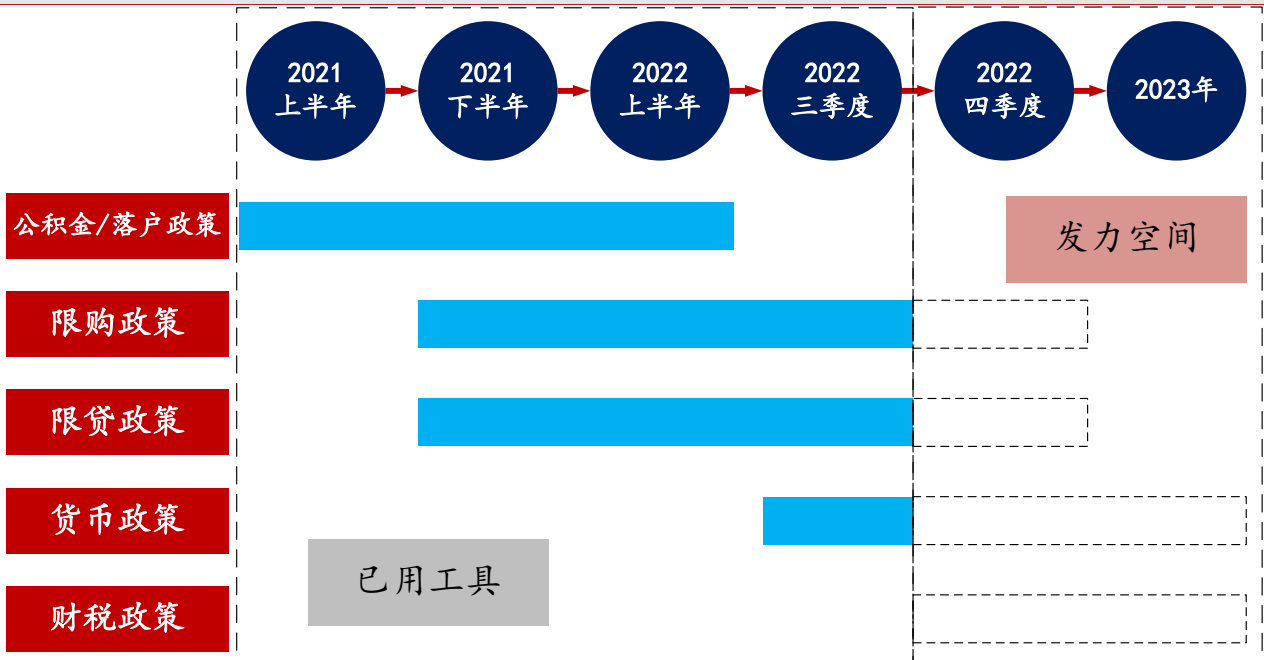 2021
上半年
2021
下半年
2022
上半年
2022
三季度
2022
四季度
2023年
公积金/落户政策
发力空间
限购政策
限贷政策
货币政策
已用工具
财税政策